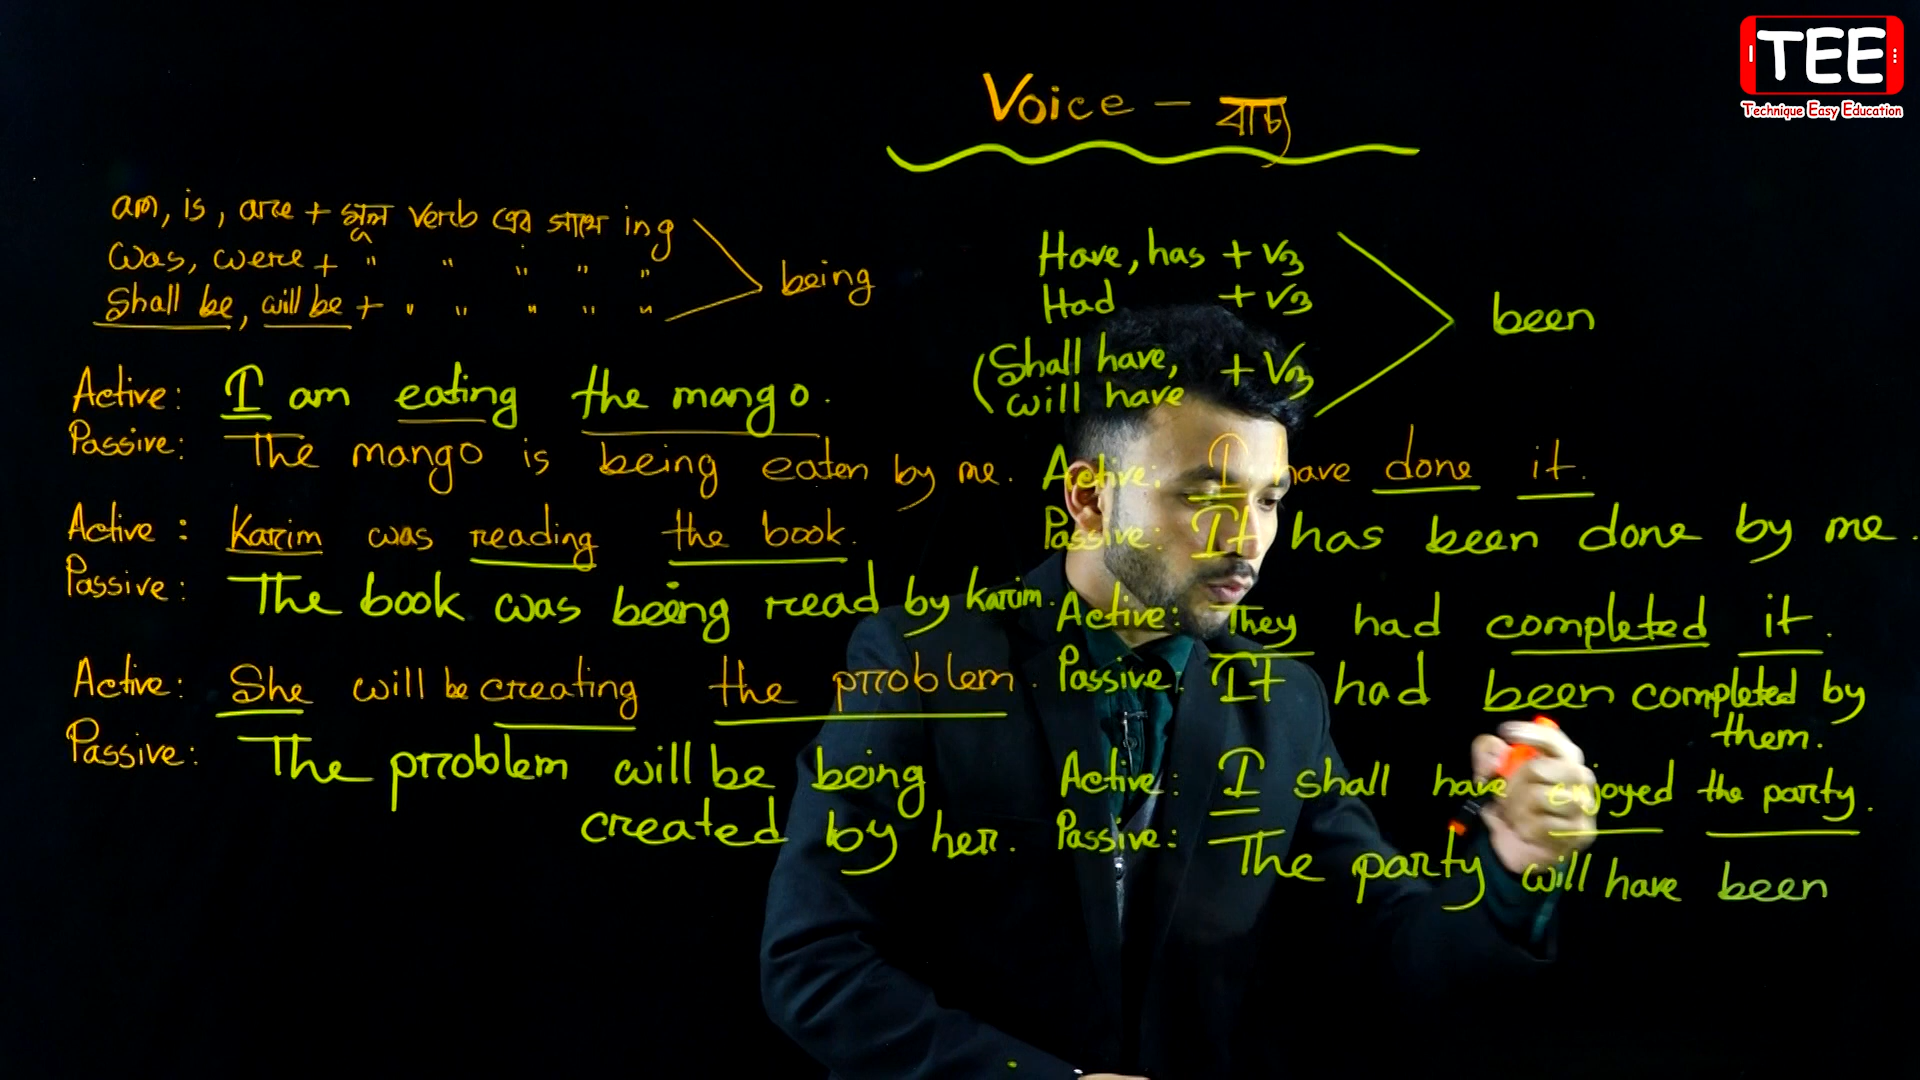 TEE
Technique Easy Education
Voice - বাচ্য
am, is, are + মূল verb এর সাথে ing
was, were + " " " " "
Shall be, will be + " " " " "
being
Active: I am eating the mango.
Passive: The mango is being eaten by me.
Active: Karim was reading the book.
Passive: The book was being read by Karim.
Active: She will be creating the problem.
Passive: The problem will be being
created by her.
Have, has + V3
Had + V3
(Shall have,
will have + V3
been
Active: I have done it.
Passive: It has been done by me.
Active: They had completed it.
Passive: It had been completed by
them.
Active: I shall have enjoyed the party.
Passive: The party will have been